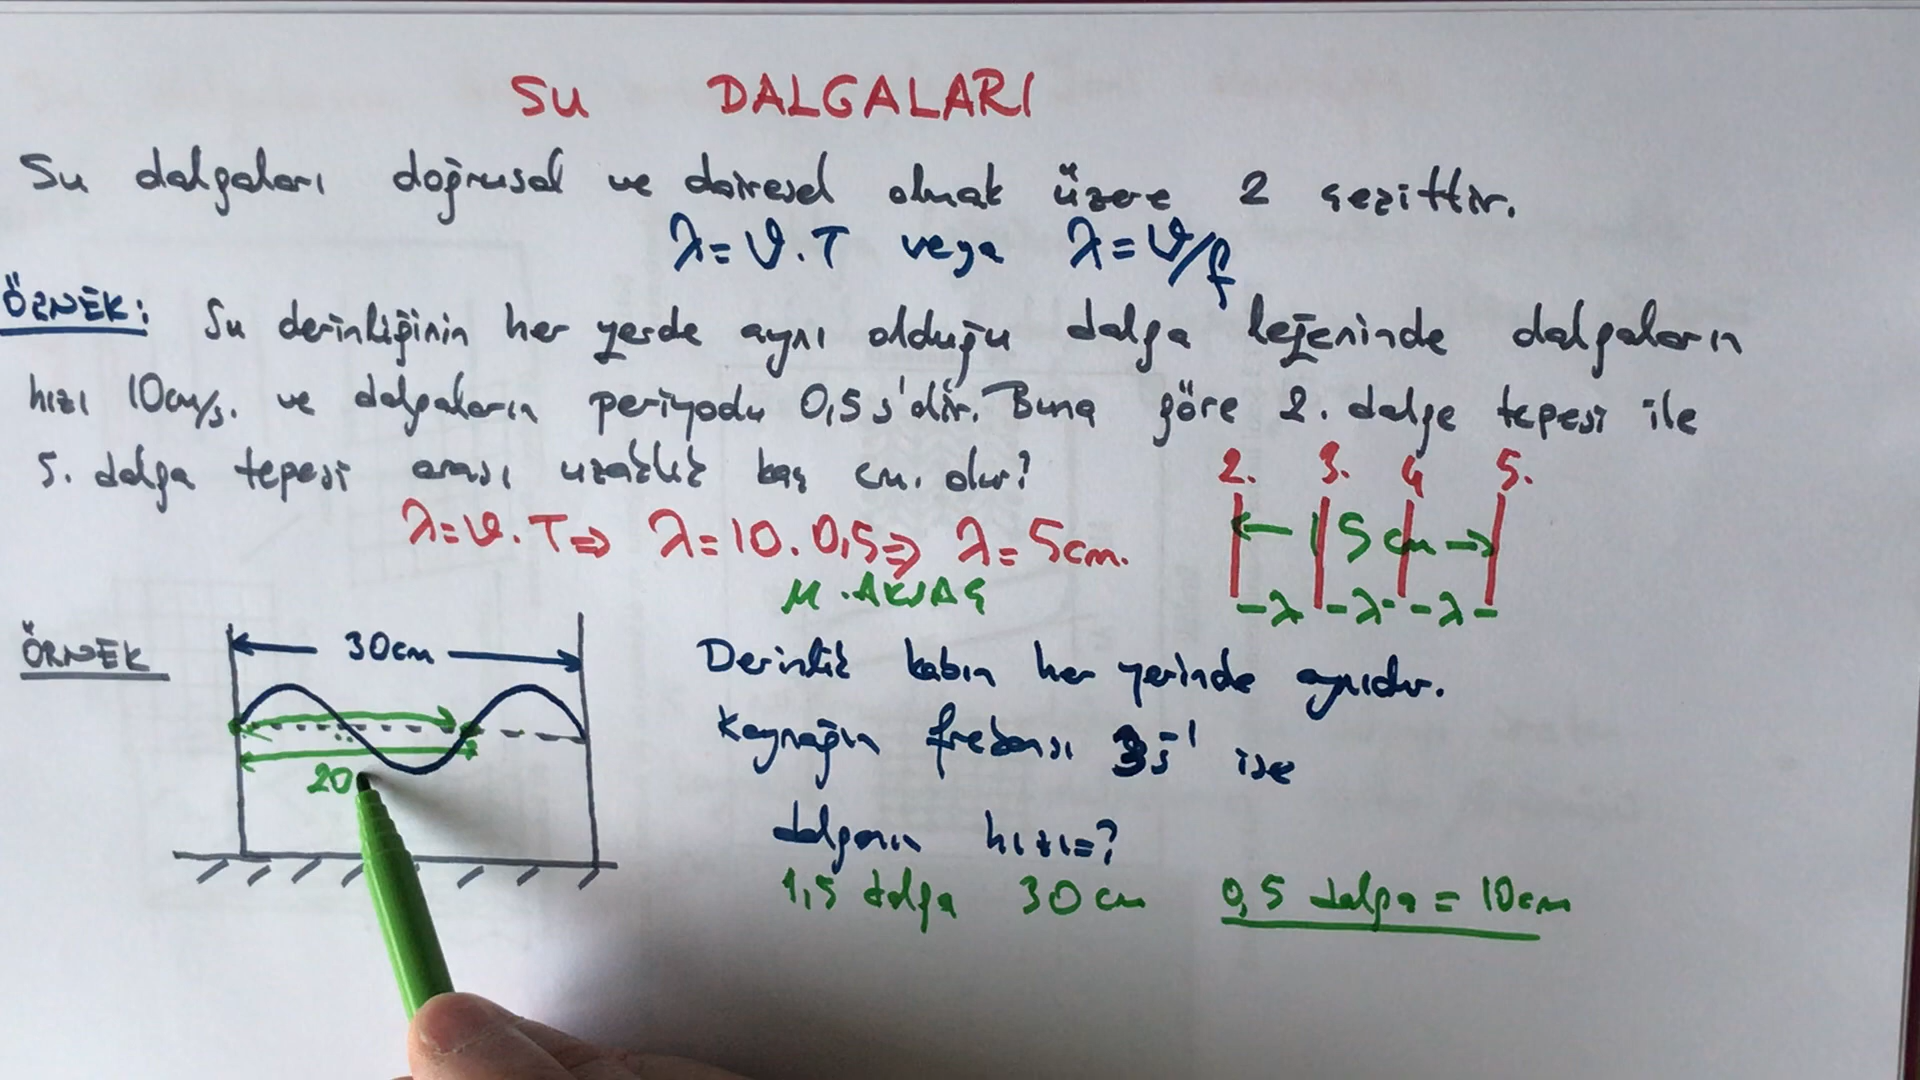 SU DALGALARI
Su dalgaları doğrusal ve dairesel olmak üzere 2 çeşittir.
λ=ϑ.T veya λ=ϑ/f
ÖRNEK: Su derinliğinin her yerde aynı olduğu dalga leğeninde dalgaların
hızı 10cm/s. ve dalgaların periyodu 0,5 s'dir. Buna göre 2. dalga tepesi ile
5. dalga tepesi arası uzaklık kaç cm. olur?
2. 3. 4 5.
λ=ϑ.T⇒ λ=10.0,5⇒ λ=5cm.
15 cm
M.AKVAÇ
-λ -λ- -λ-
ÖRNEK
30cm
20
Derinlik kabın her yerinde aynıdır.
Kaynağın frekansı 3s⁻¹ ise
dalganın hızı=?
1,5 dalga 30 cm 0,5 dalga = 10cm